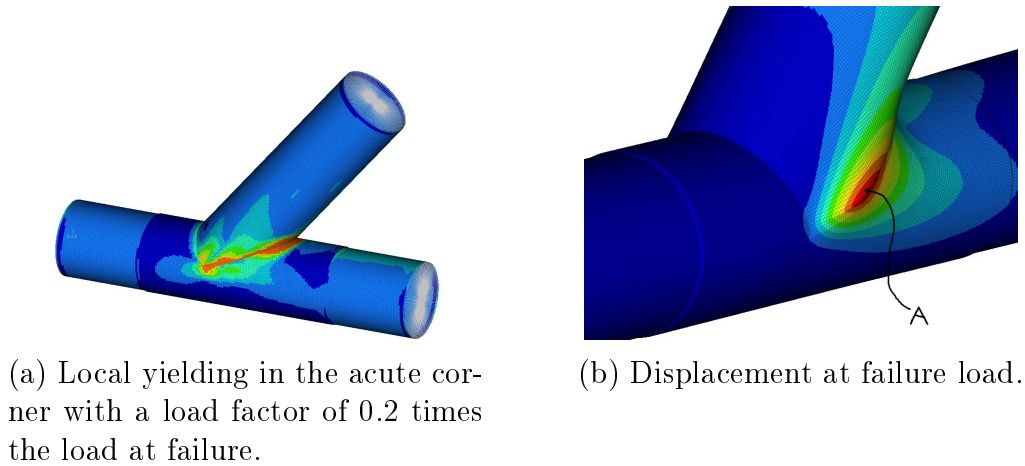 A
(a) Local yielding in the acute cor-
ner with a load factor of 0.2 times
the load at failure.
(b) Displacement at failure load.